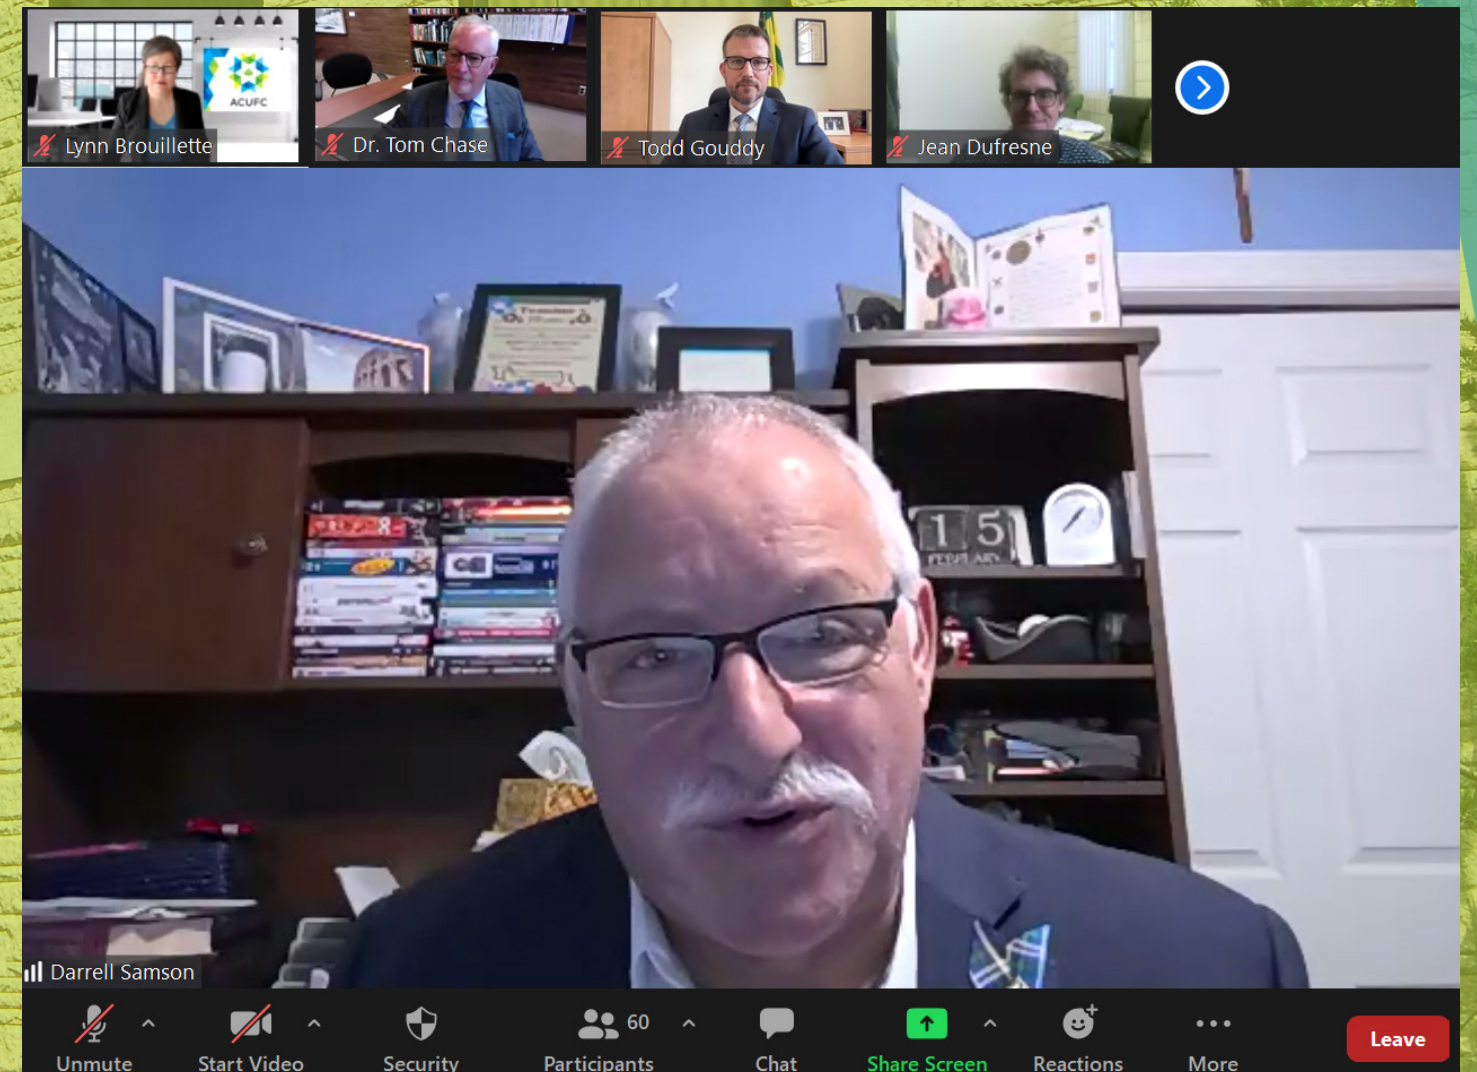 ACUFC
Lynn Brouillette
Dr. Tom Chase
Todd Gouddy
Jean Dufresne
15
FEBRUARY
Darrell Samson
60
Unmute
Start Video
Security
Participants
Chat
Share Screen
Reactions
More
Leave